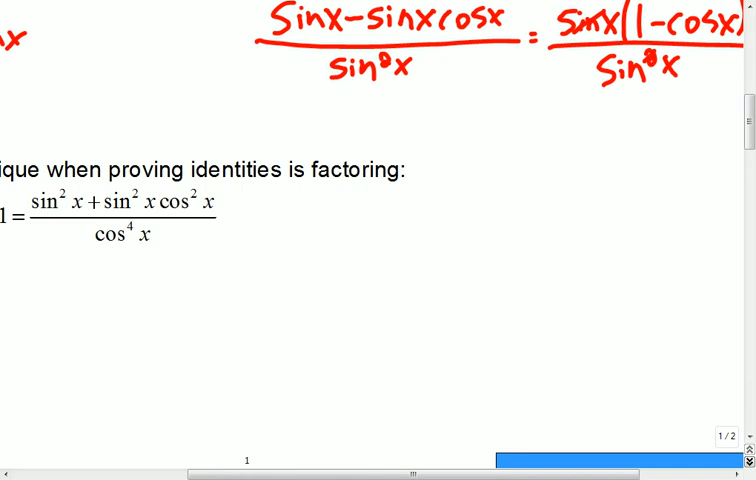 sinx-sinxcosx / sin²x = sinx(1-cosx) / sin²x
ique when proving identities is factoring:
1 = sin² x + sin² x cos² x / cos⁴ x
1 / 2
1